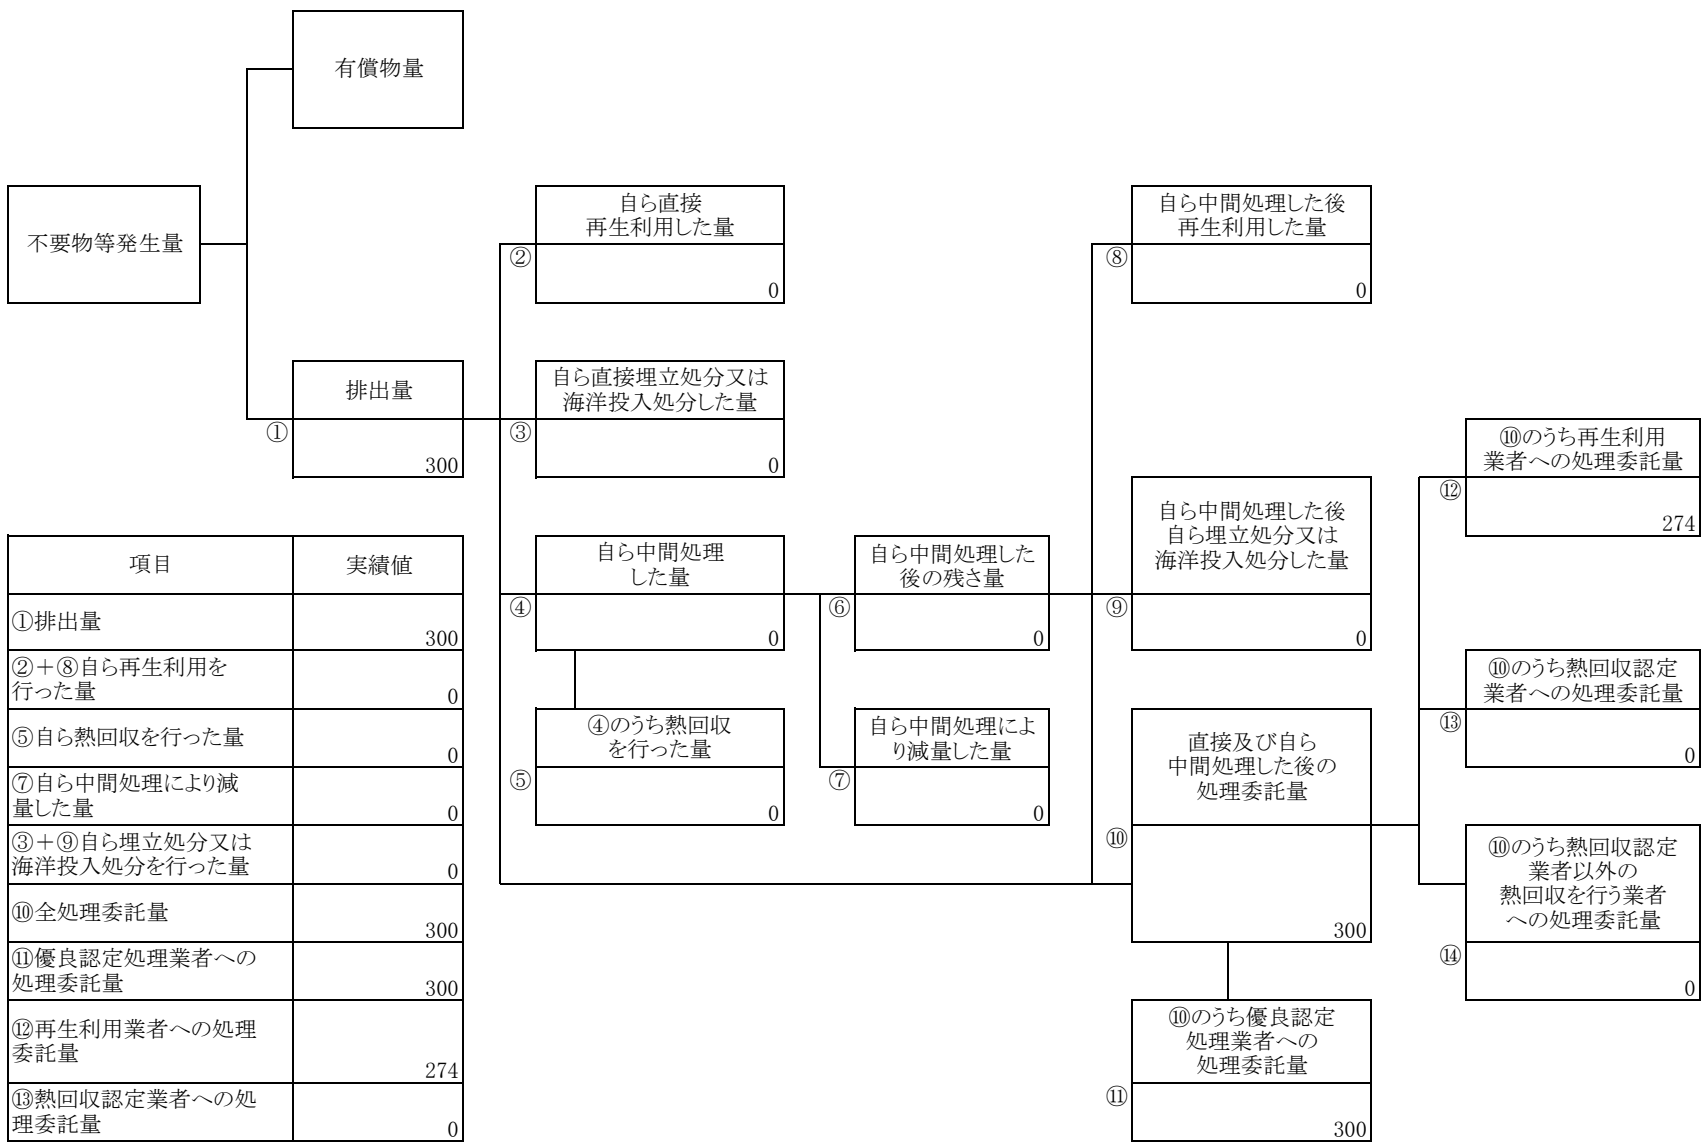 有償物量
不要物等発生量
自ら直接
再生利用した量
②
0
自ら中間処理した後
再生利用した量
⑧
0
排出量
①
300
自ら直接埋立処分又は
海洋投入処分した量
③
0
⑩のうち再生利用
業者への処理委託量
⑫
274
自ら中間処理
した量
④
0
自ら中間処理した
後の残さ量
⑥
0
自ら中間処理した後
自ら埋立処分又は
海洋投入処分した量
⑨
0
④のうち熱回収
を行った量
⑤
0
自ら中間処理によ
り減量した量
⑦
0
直接及び自ら
中間処理した後の
処理委託量
⑩
300
⑩のうち熱回収認定
業者への処理委託量
⑬
0
⑩のうち熱回収認定
業者以外の
熱回収を行う業者
への処理委託量
⑭
0
⑩のうち優良認定
処理業者への
処理委託量
⑪
300
項目 実績値
①排出量
300
②＋⑧自ら再生利用を
行った量
0
⑤自ら熱回収を行った量
0
⑦自ら中間処理により減
量した量
0
③＋⑨自ら埋立処分又は
海洋投入処分を行った量
0
⑩全処理委託量
300
⑪優良認定処理業者への
処理委託量
300
⑫再生利用業者への処理
委託量
274
⑬熱回収認定業者への処
理委託量
0